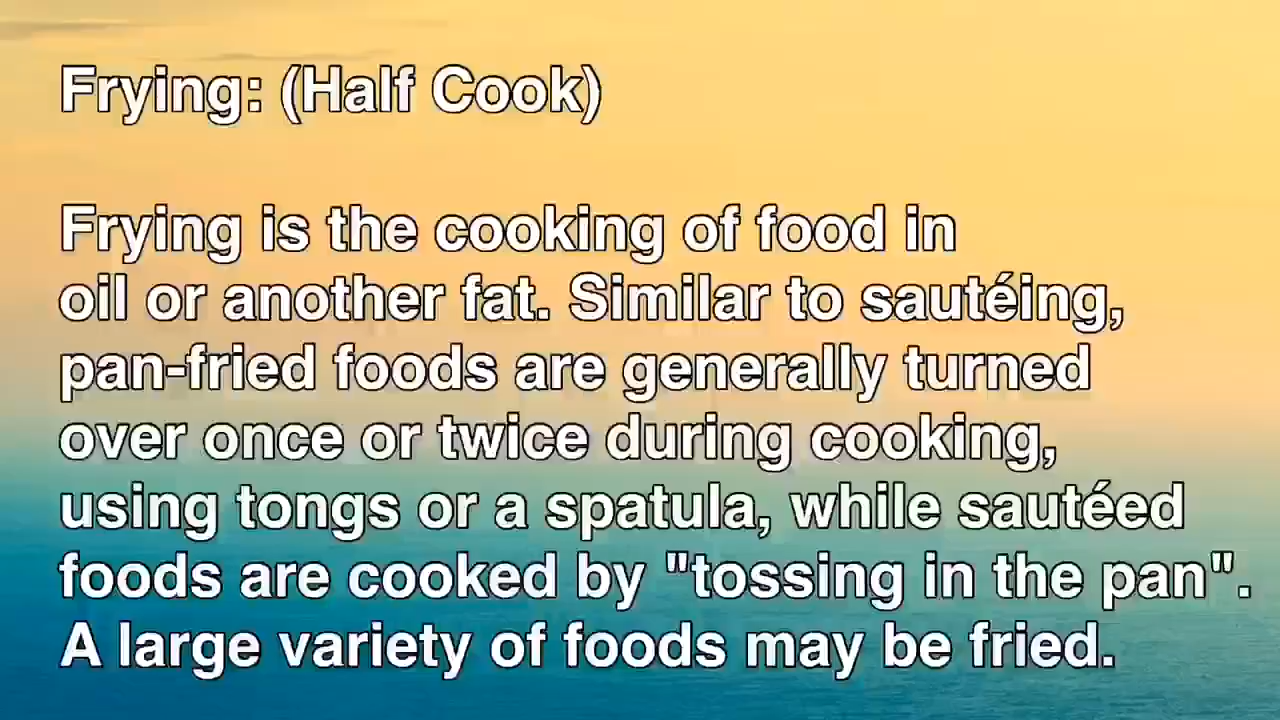 Frying: (Half Cook)
Frying is the cooking of food in
oil or another fat. Similar to sautéing,
pan-fried foods are generally turned
over once or twice during cooking,
using tongs or a spatula, while sautéed
foods are cooked by "tossing in the pan".
A large variety of foods may be fried.